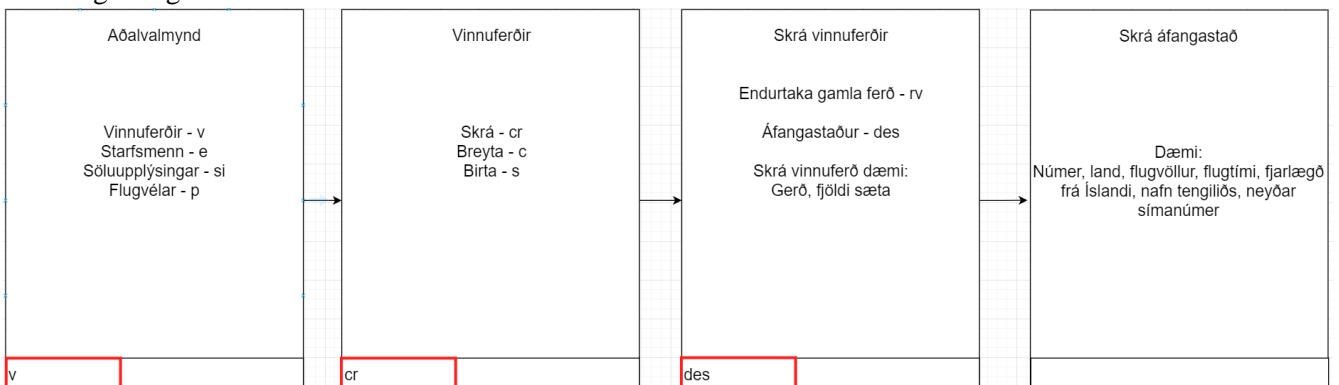 Aðalvalmynd
Vinnuferðir - v
Starfsmenn - e
Söluupplýsingar - si
Flugvélar - p
v
Vinnuferðir
Skrá - cr
Breyta - c
Birta - s
cr
Skrá vinnuferðir
Endurtaka gamla ferð - rv
Áfangastaður - des
Skrá vinnuferð dæmi:
Gerð, fjöldi sæta
des
Skrá áfangastað
Dæmi:
Númer, land, flugvöllur, flugtími, fjarlægð
frá Íslandi, nafn tengiliðs, neyðar
símanúmer